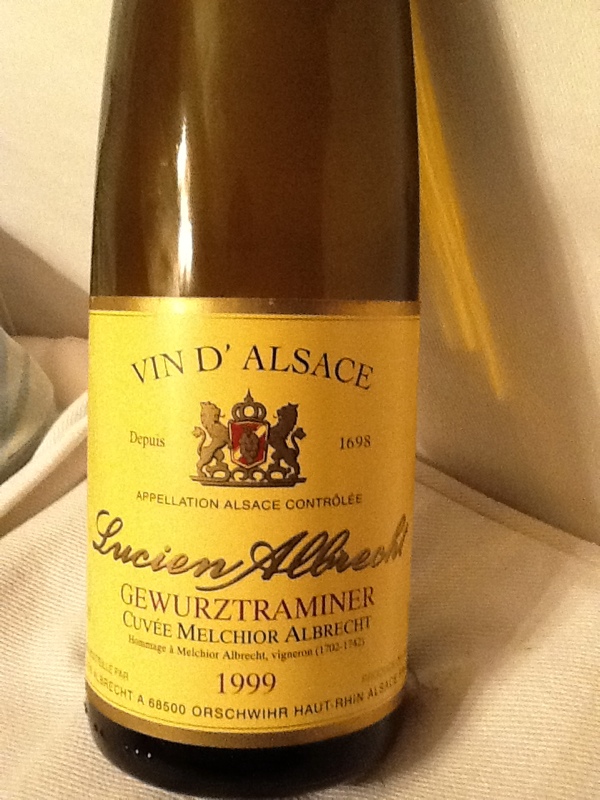 VIN D' ALSACE
Depuis 1698
APPELLATION ALSACE CONTRÔLÉE
Lucien Albrecht
GEWURZTRAMINER
CUVÉE MELCHIOR ALBRECHT
Hommage à Melchior Albrecht, vigneron (1702-1742)
1999
PAR
ALBRECHT A 68500 ORSCHWIHR HAUT-RHIN ALSACE